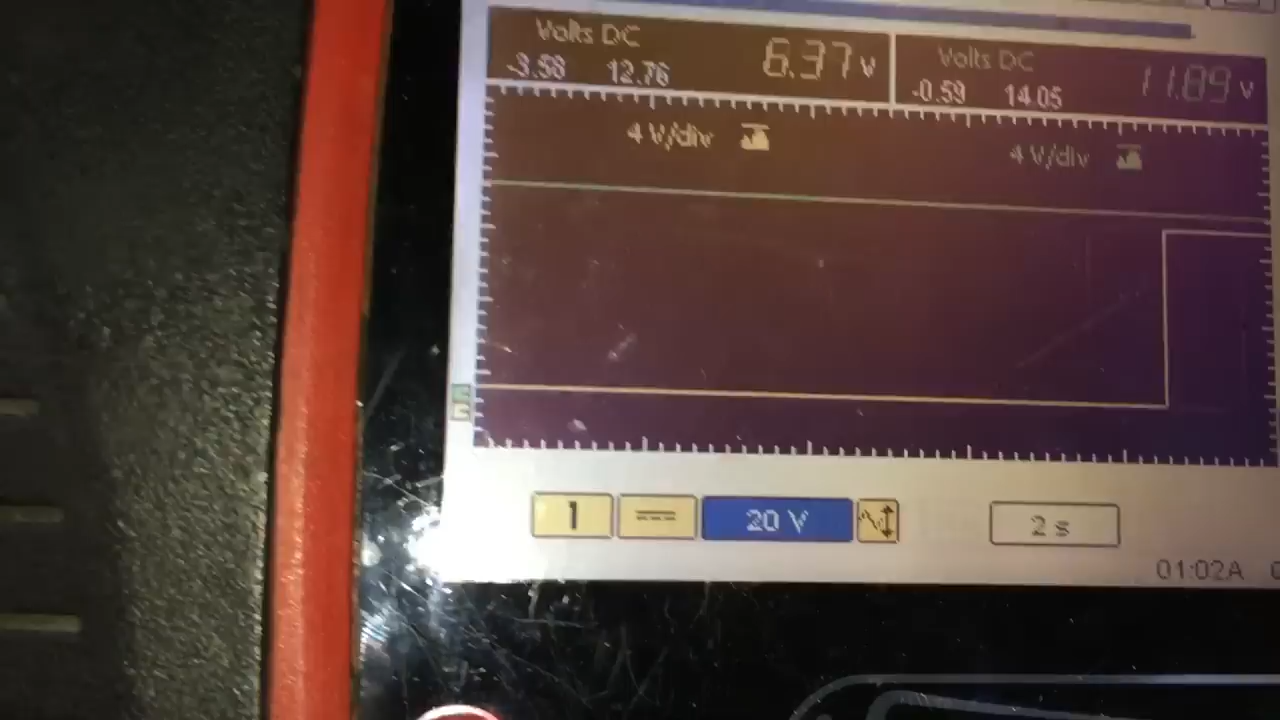 Volts DC
-3.58 12.76 6.37 V
Volts DC
-0.59 14.05 11.89 V
4 V/div
4 V/div
1
20 V
2 s
01:02A